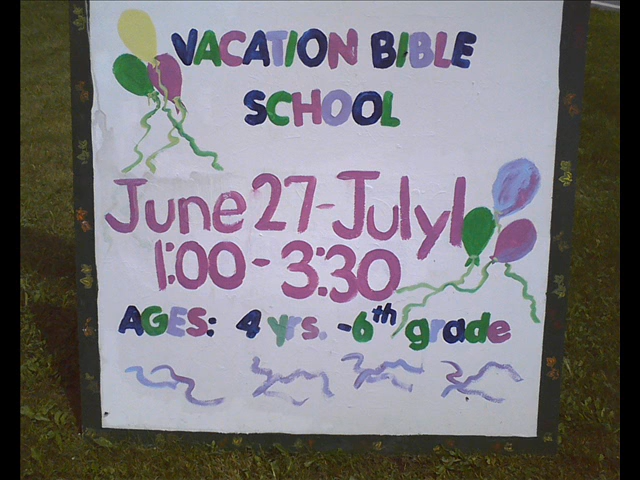 VACATION BIBLE
SCHOOL
June 27-July 1
1:00-3:30
AGES: 4 yrs. -6th grade